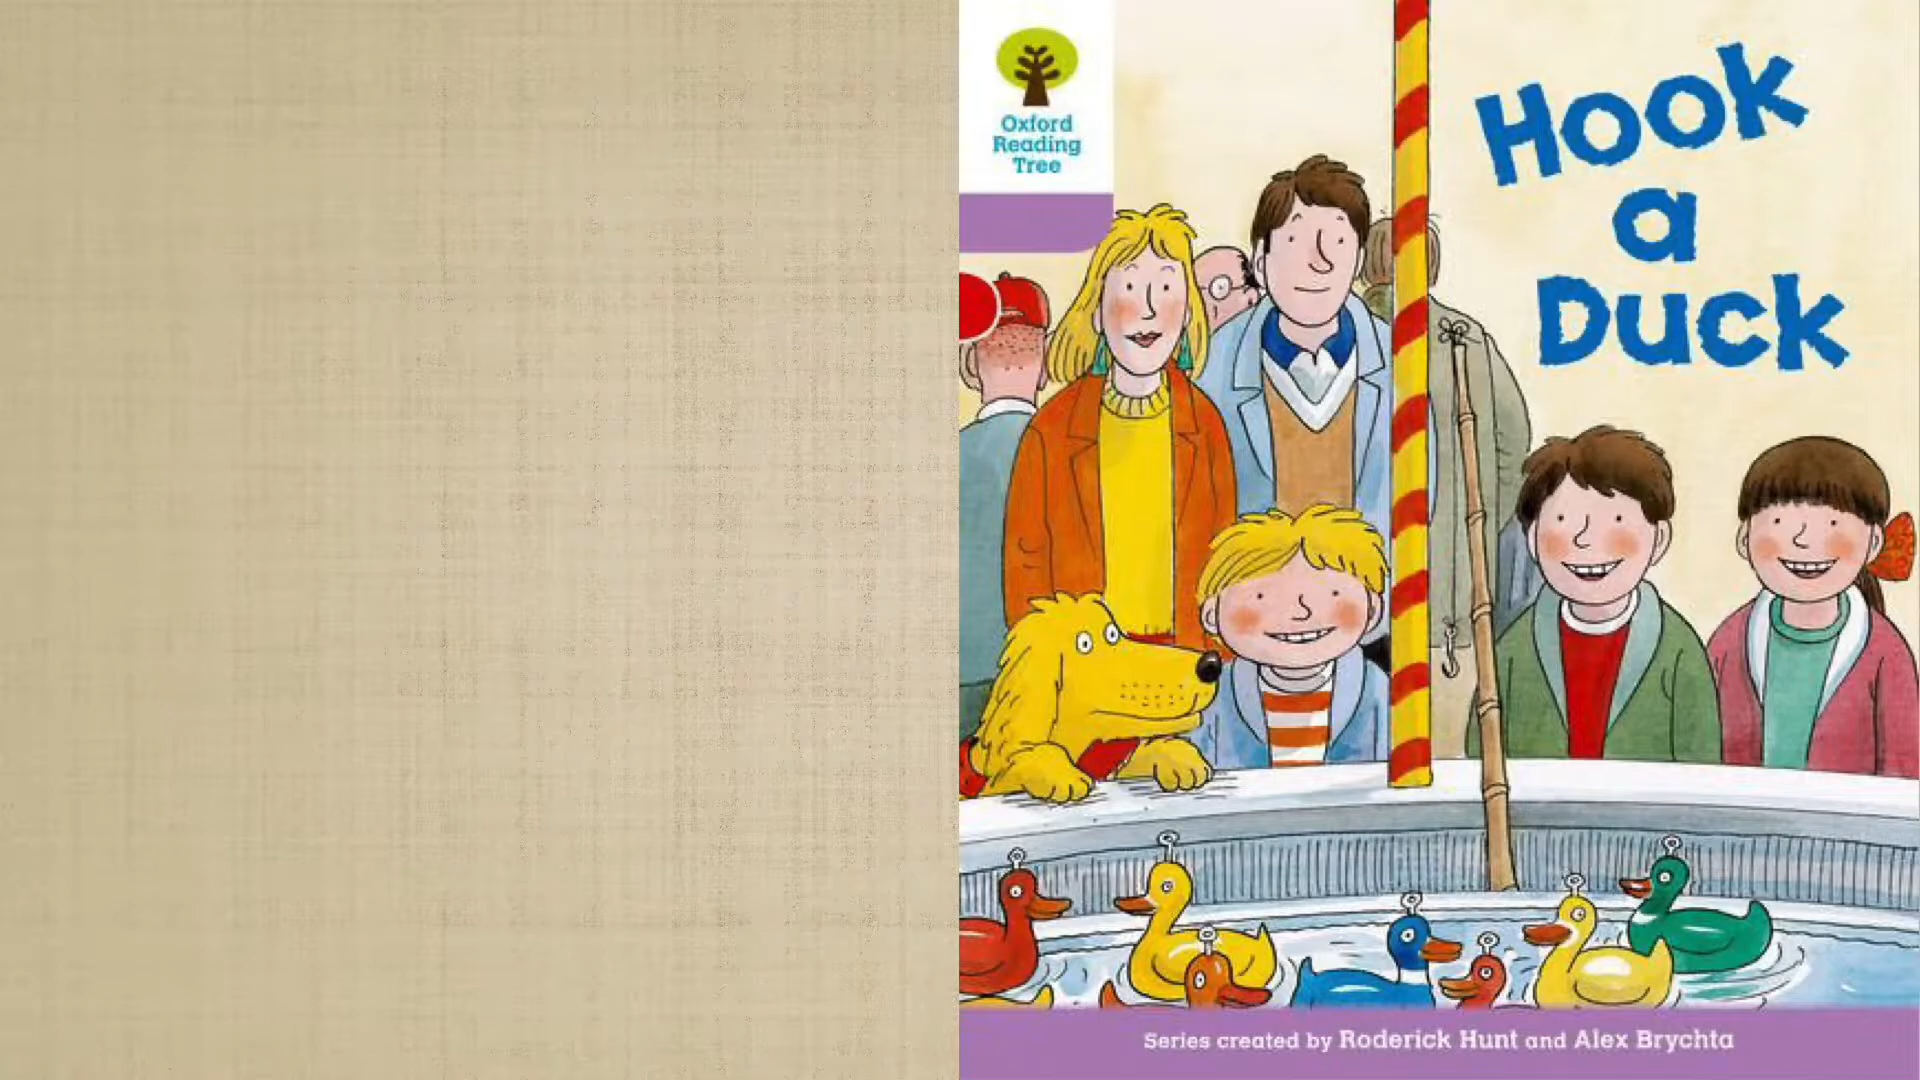 Oxford
Reading
Tree
Hook
a
Duck
Series created by Roderick Hunt and Alex Brychta